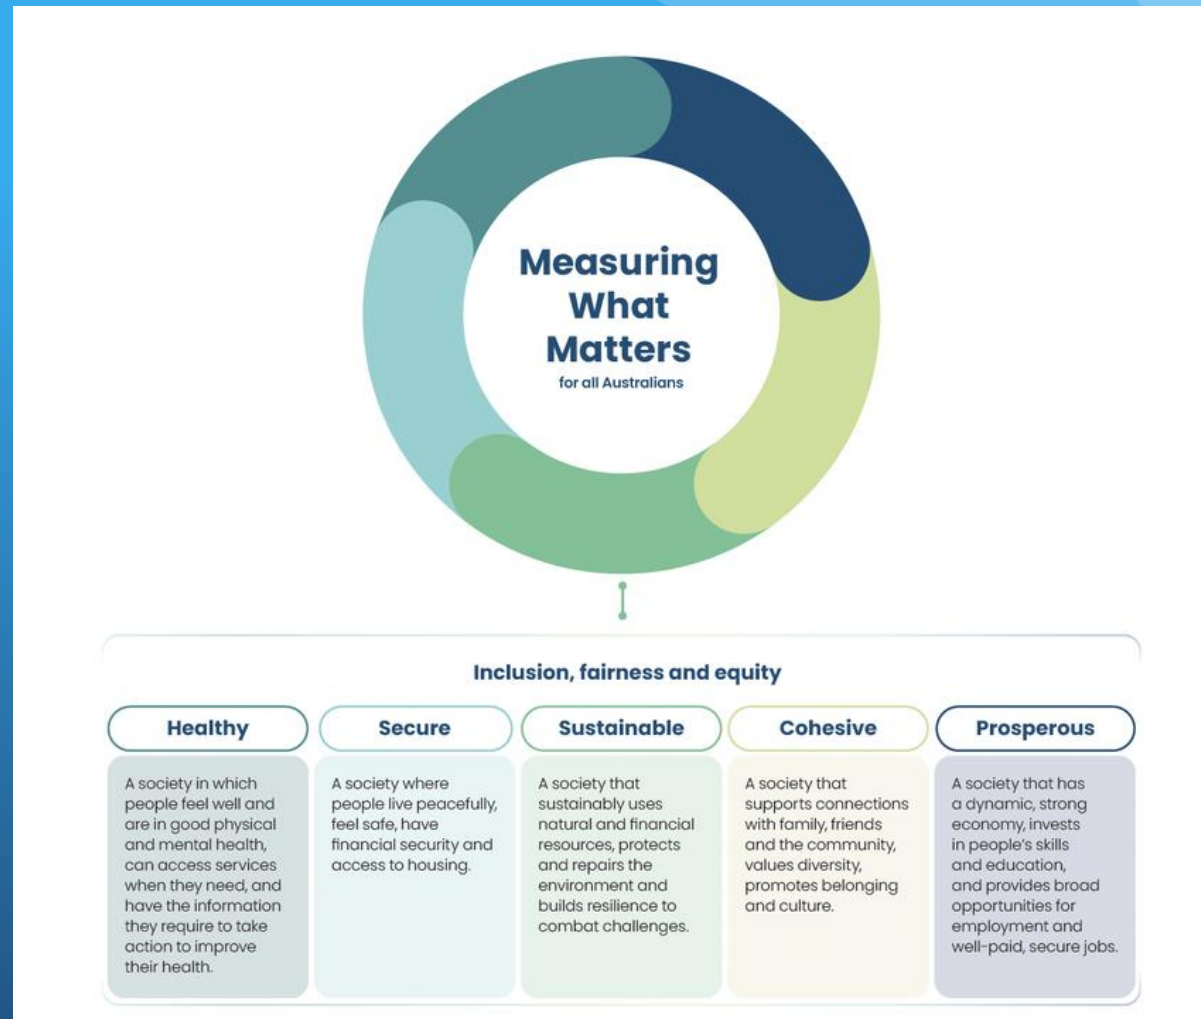 Measuring
What
Matters
for all Australians
Inclusion, fairness and equity
Healthy
A society in which
people feel well and
are in good physical
and mental health,
can access services
when they need, and
have the information
they require to take
action to improve
their health.
Secure
A society where
people live peacefully,
feel safe, have
financial security and
access to housing.
Sustainable
A society that
sustainably uses
natural and financial
resources, protects
and repairs the
environment and
builds resilience to
combat challenges.
Cohesive
A society that
supports connections
with family, friends
and the community,
values diversity,
promotes belonging
and culture.
Prosperous
A society that has
a dynamic, strong
economy, invests
in people's skills
and education,
and provides broad
opportunities for
employment and
well-paid, secure jobs.